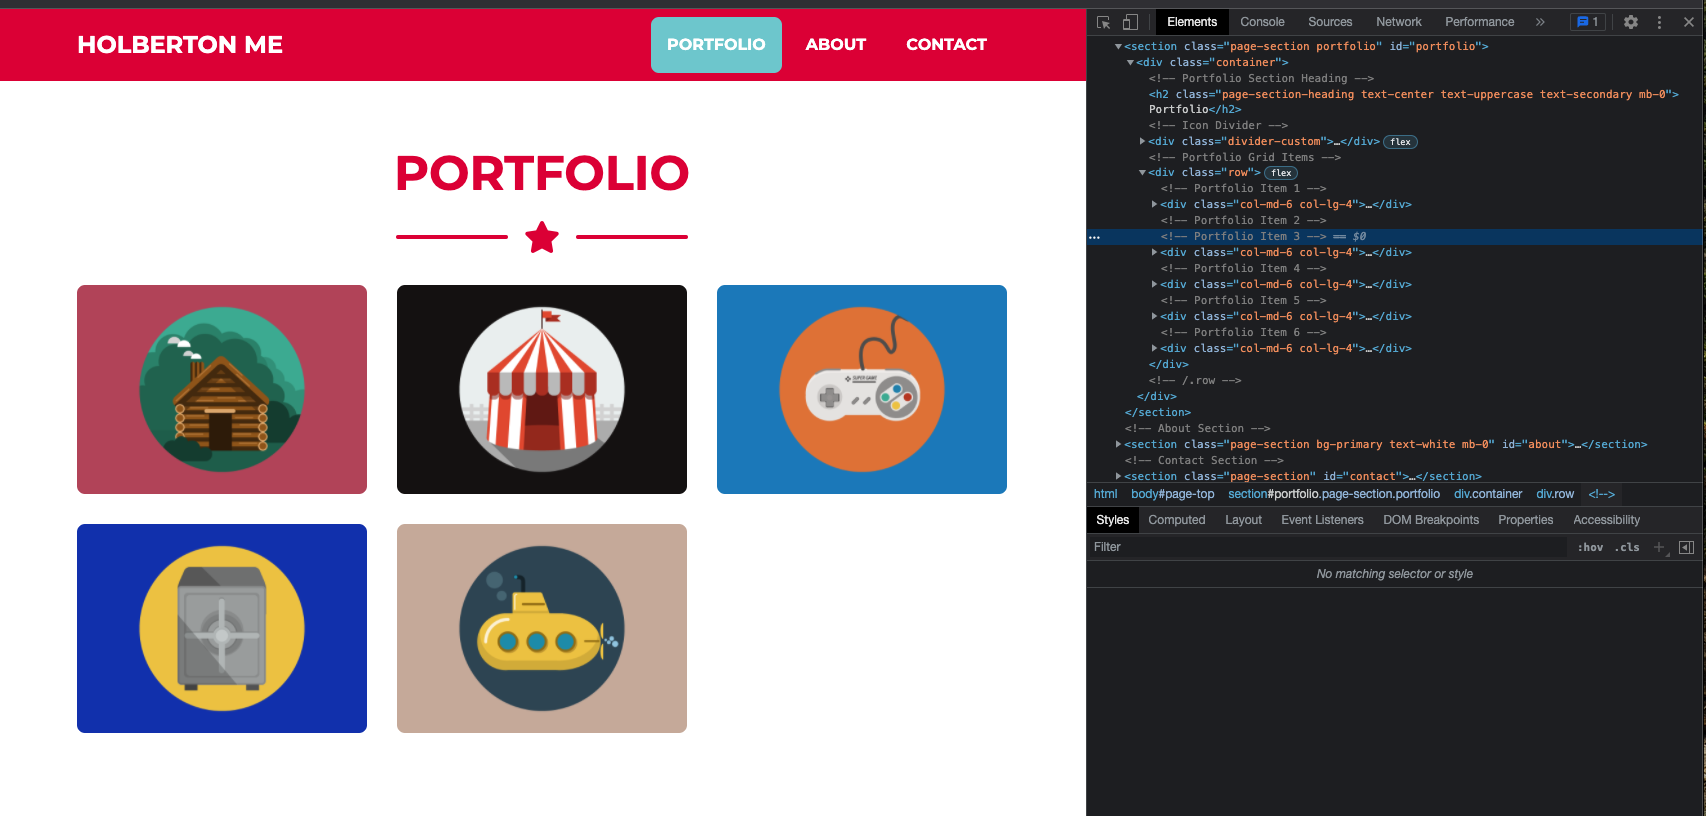 HOLBERTON ME
PORTFOLIO
ABOUT
CONTACT
PORTFOLIO
SUPER GAME
Elements Console Sources Network Performance » 1
<section class="page-section portfolio" id="portfolio">
<div class="container">
<!-- Portfolio Section Heading -->
<h2 class="page-section-heading text-center text-uppercase text-secondary mb-0">
Portfolio</h2>
<!-- Icon Divider -->
<div class="divider-custom">…</div> flex
<!-- Portfolio Grid Items -->
<div class="row"> flex
<!-- Portfolio Item 1 -->
<div class="col-md-6 col-lg-4">…</div>
<!-- Portfolio Item 2 -->
<!-- Portfolio Item 3 --> == $0
<div class="col-md-6 col-lg-4">…</div>
<!-- Portfolio Item 4 -->
<div class="col-md-6 col-lg-4">…</div>
<!-- Portfolio Item 5 -->
<div class="col-md-6 col-lg-4">…</div>
<!-- Portfolio Item 6 -->
<div class="col-md-6 col-lg-4">…</div>
</div>
<!-- /.row -->
</div>
</section>
<!-- About Section -->
<section class="page-section bg-primary text-white mb-0" id="about">…</section>
<!-- Contact Section -->
<section class="page-section" id="contact">…</section>
html body#page-top section#portfolio.page-section.portfolio div.container div.row <!-->
Styles Computed Layout Event Listeners DOM Breakpoints Properties Accessibility
Filter :hov .cls +
No matching selector or style